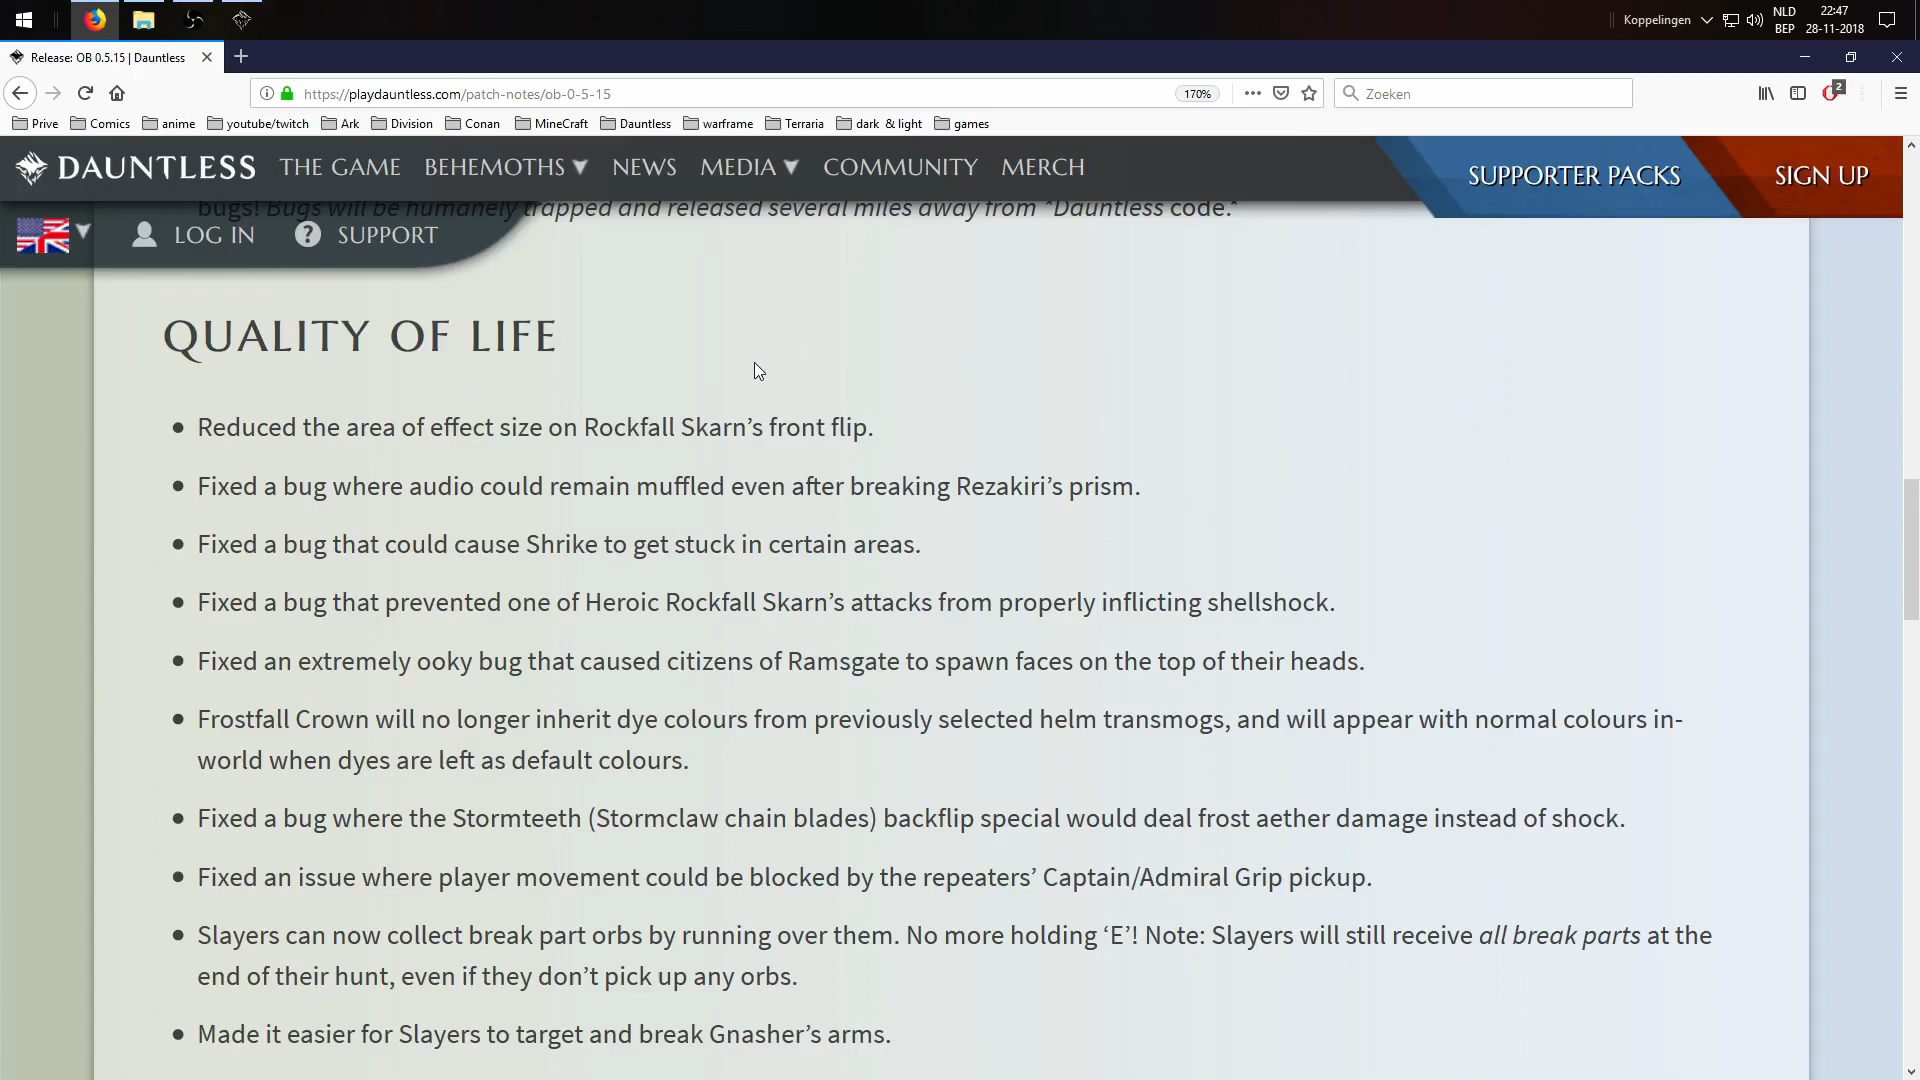 Koppelingen
NLD
BEP
22:47
28-11-2018
Release: OB 0.5.15 | Dauntless
https://playdauntless.com/patch-notes/ob-0-5-15
170%
Zoeken
2
Prive
Comics
anime
youtube/twitch
Ark
Division
Conan
MineCraft
Dauntless
warframe
Terraria
dark & light
games
DAUNTLESS
THE GAME
BEHEMOTHS
NEWS
MEDIA
COMMUNITY
MERCH
SUPPORTER PACKS
SIGN UP
bugs! Bugs will be humanely trapped and released several miles away from *Dauntless code.*
LOG IN
? SUPPORT
QUALITY OF LIFE
• Reduced the area of effect size on Rockfall Skarn’s front flip.
• Fixed a bug where audio could remain muffled even after breaking Rezakiri’s prism.
• Fixed a bug that could cause Shrike to get stuck in certain areas.
• Fixed a bug that prevented one of Heroic Rockfall Skarn’s attacks from properly inflicting shellshock.
• Fixed an extremely ooky bug that caused citizens of Ramsgate to spawn faces on the top of their heads.
• Frostfall Crown will no longer inherit dye colours from previously selected helm transmogs, and will appear with normal colours in-
world when dyes are left as default colours.
• Fixed a bug where the Stormteeth (Stormclaw chain blades) backflip special would deal frost aether damage instead of shock.
• Fixed an issue where player movement could be blocked by the repeaters’ Captain/Admiral Grip pickup.
• Slayers can now collect break part orbs by running over them. No more holding ‘E’! Note: Slayers will still receive all break parts at the
end of their hunt, even if they don’t pick up any orbs.
• Made it easier for Slayers to target and break Gnasher’s arms.